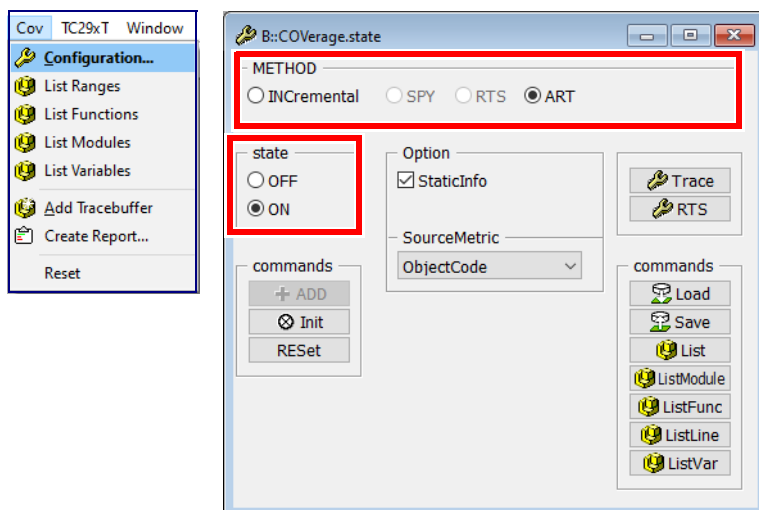 Cov TC29xT Window
Configuration...
List Ranges
List Functions
List Modules
List Variables
Add Tracebuffer
Create Report...
Reset
B::COVerage.state
METHOD
INCremental SPY RTS ART
state
OFF
ON
Option
StaticInfo
SourceMetric
ObjectCode
Trace
RTS
commands
ADD
Init
RESet
commands
Load
Save
List
ListModule
ListFunc
ListLine
ListVar